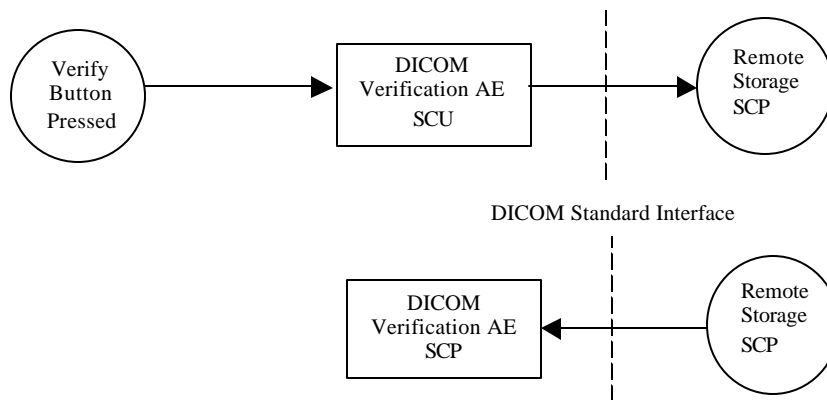 Verify
Button
Pressed
DICOM
Verification AE
SCU
Remote
Storage
SCP
DICOM Standard Interface
DICOM
Verification AE
SCP
Remote
Storage
SCP